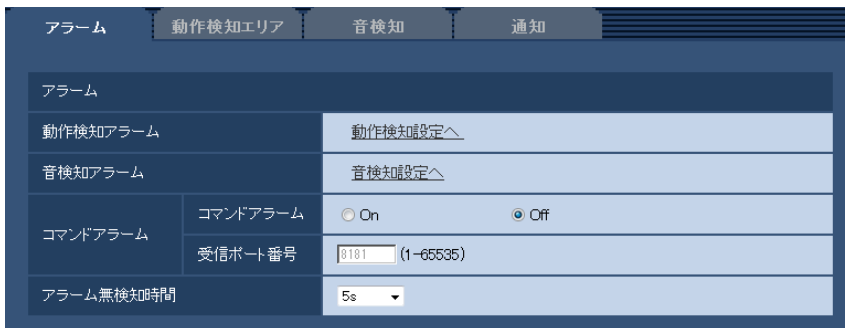 アラーム 動作検知エリア 音検知 通知
アラーム
動作検知アラーム 動作検知設定へ
音検知アラーム 音検知設定へ
コマンドアラーム コマンドアラーム On Off
受信ポート番号 8181 (1-65535)
アラーム無検知時間 5s